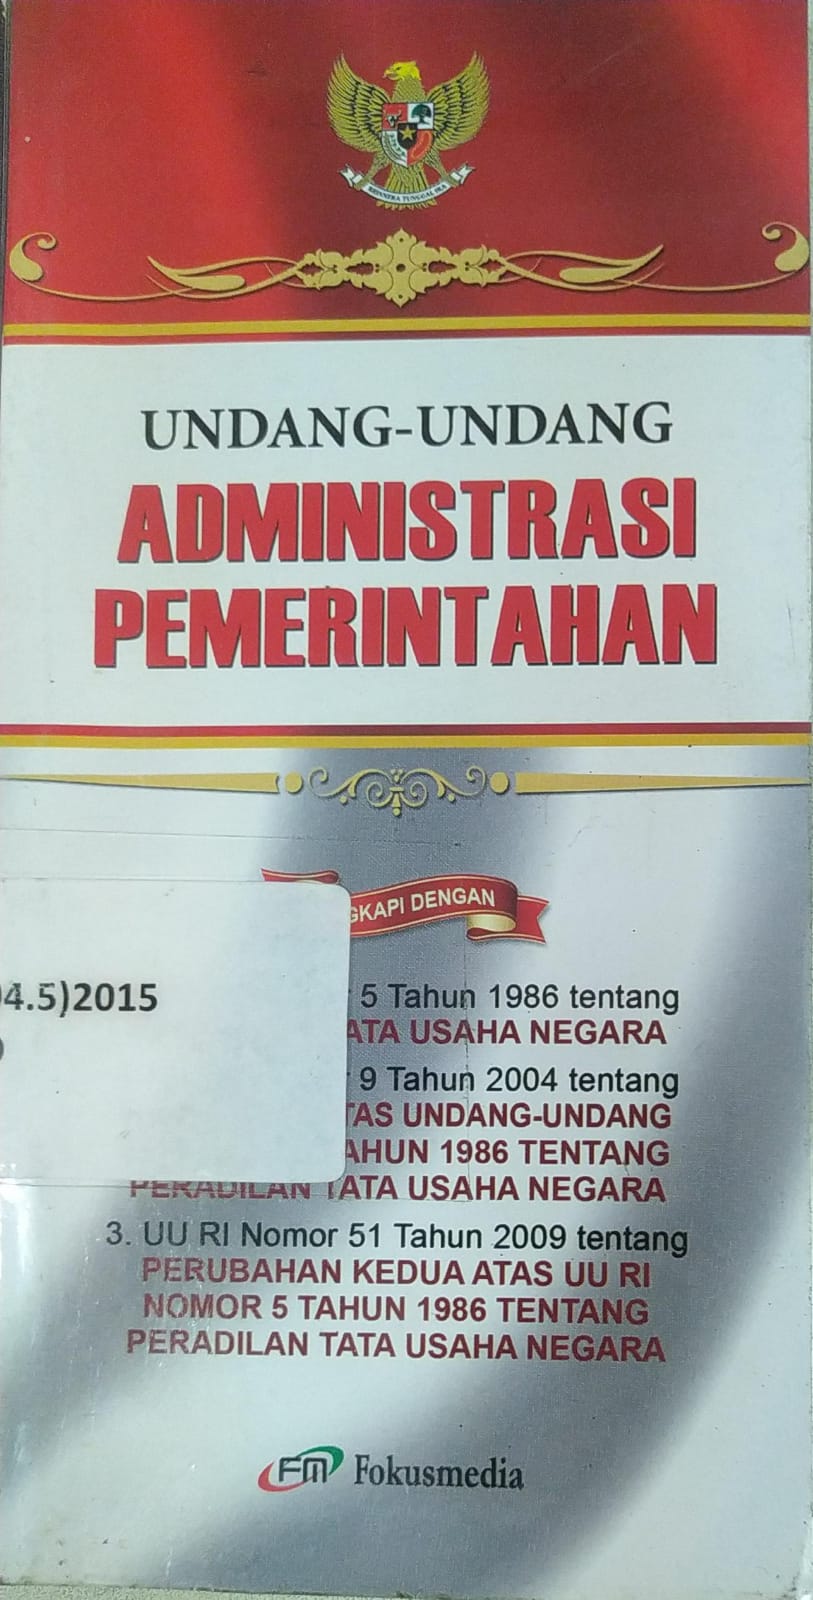 BHINNEKA TUNGGAL IKA
UNDANG-UNDANG
ADMINISTRASI
PEMERINTAHAN
GKAPI DENGAN
4.5)2015
5 Tahun 1986 tentang
ATA USAHA NEGARA
9 Tahun 2004 tentang
TAS UNDANG-UNDANG
AHUN 1986 TENTANG
PERADILAN TATA USAHA NEGARA
3. UU RI Nomor 51 Tahun 2009 tentang
PERUBAHAN KEDUA ATAS UU RI
NOMOR 5 TAHUN 1986 TENTANG
PERADILAN TATA USAHA NEGARA
FM Fokusmedia